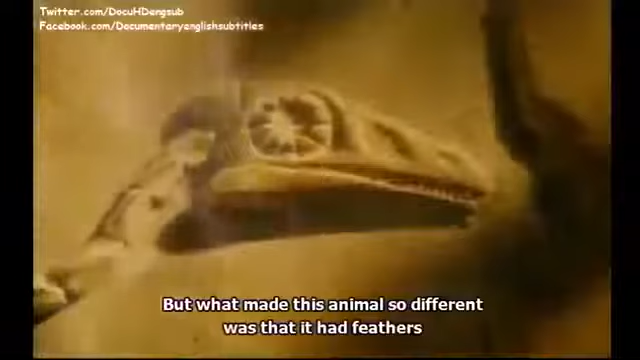 Twitter.com/DocuHDengsub
Facebook.com/Documentaryenglishsubtitles
But what made this animal so different
was that it had feathers